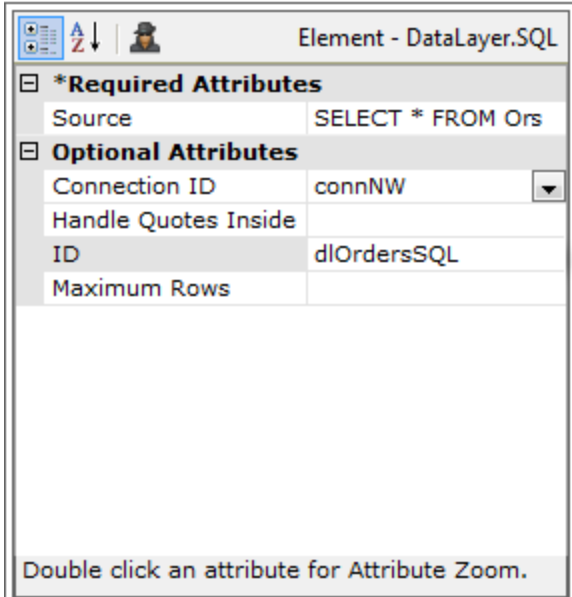 Element - DataLayer.SQL
*Required Attributes
Source SELECT * FROM Ors
Optional Attributes
Connection ID connNW
Handle Quotes Inside
ID dlOrdersSQL
Maximum Rows
Double click an attribute for Attribute Zoom.